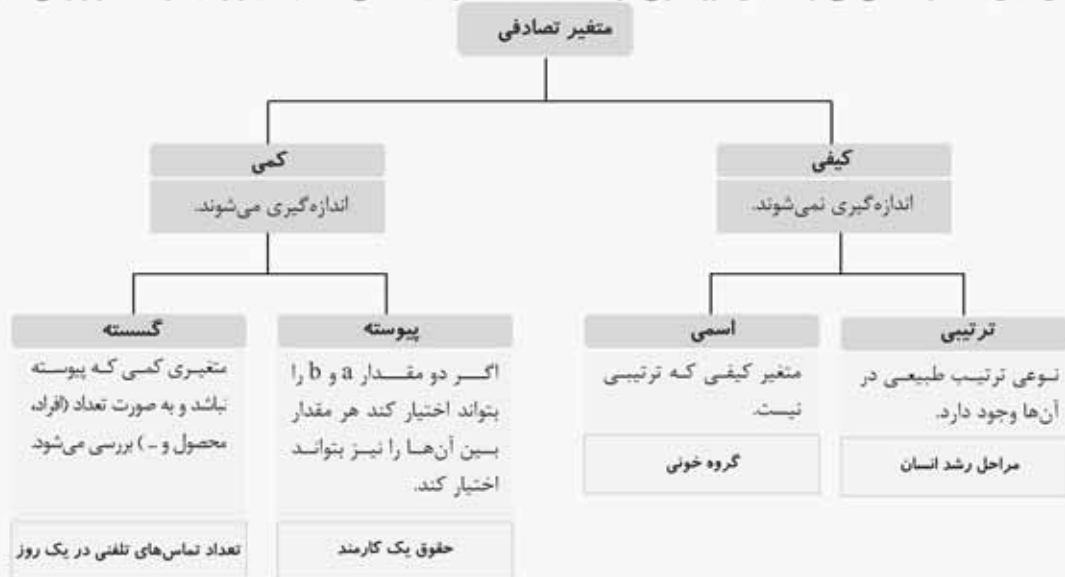 متغیر تصادفی
کیفی
اندازه‌گیری نمی‌شوند.
ترتیبی
نوعی ترتیب طبیعی در
آن‌ها وجود دارد.
مراحل رشد انسان
اسمی
متغیر کیفی که ترتیبی
نیست.
گروه خونی
کمی
اندازه‌گیری می‌شوند.
پیوسته
اگر دو مقدار a و b را
بتواند اختیار کند هر مقدار
بین آن‌ها را نیز بتواند
اختیار کند.
حقوق یک کارمند
گسسته
متغیری کمی که پیوسته
نباشد و به صورت تعداد (افراد،
محصول و ...) بررسی می‌شود.
تعداد تماس‌های تلفنی در یک روز